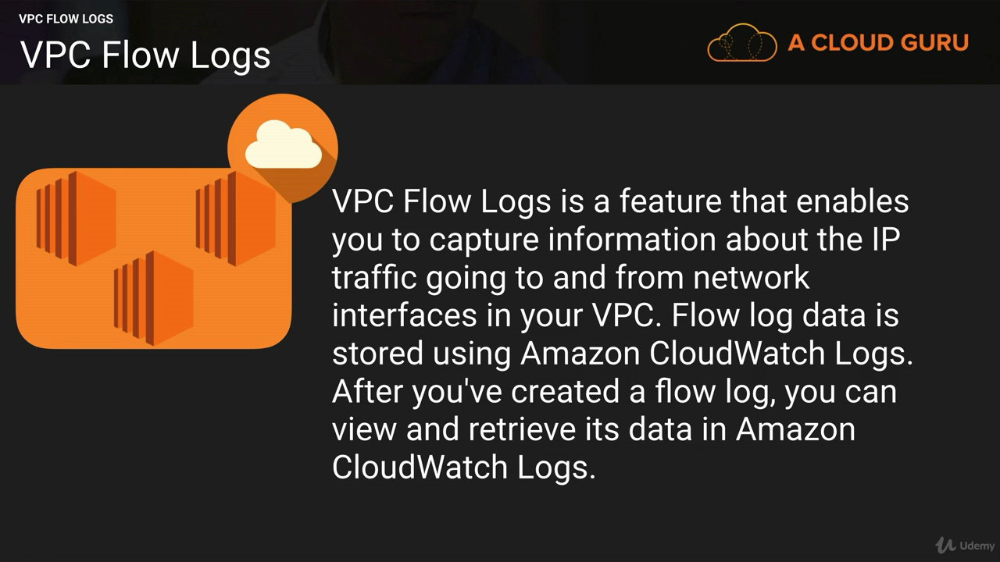 VPC FLOW LOGS
VPC Flow Logs
A CLOUD GURU
VPC Flow Logs is a feature that enables
you to capture information about the IP
traffic going to and from network
interfaces in your VPC. Flow log data is
stored using Amazon CloudWatch Logs.
After you've created a flow log, you can
view and retrieve its data in Amazon
CloudWatch Logs.
Udemy